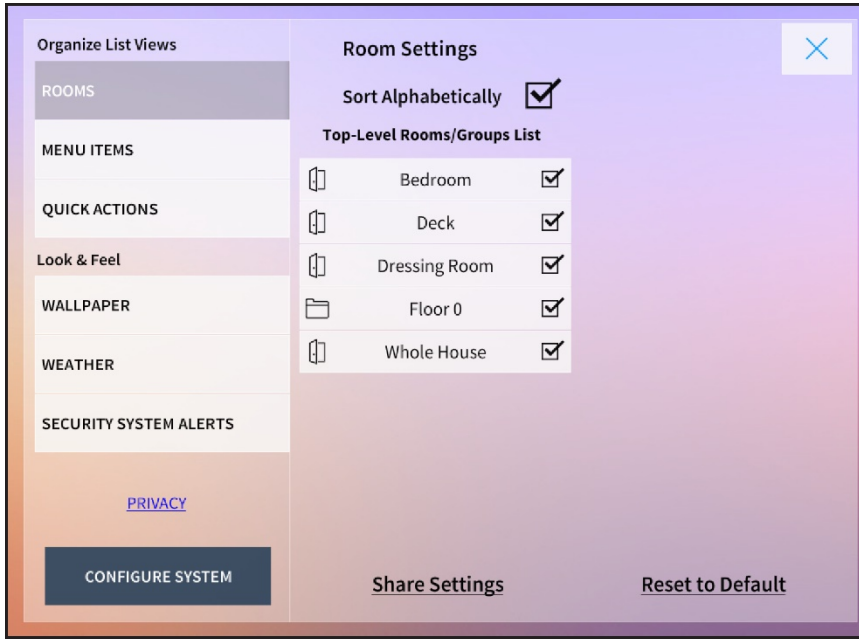 Organize List Views
ROOMS
MENU ITEMS
QUICK ACTIONS
Look & Feel
WALLPAPER
WEATHER
SECURITY SYSTEM ALERTS
PRIVACY
CONFIGURE SYSTEM
Room Settings
Sort Alphabetically
Top-Level Rooms/Groups List
Bedroom
Deck
Dressing Room
Floor 0
Whole House
Share Settings
Reset to Default